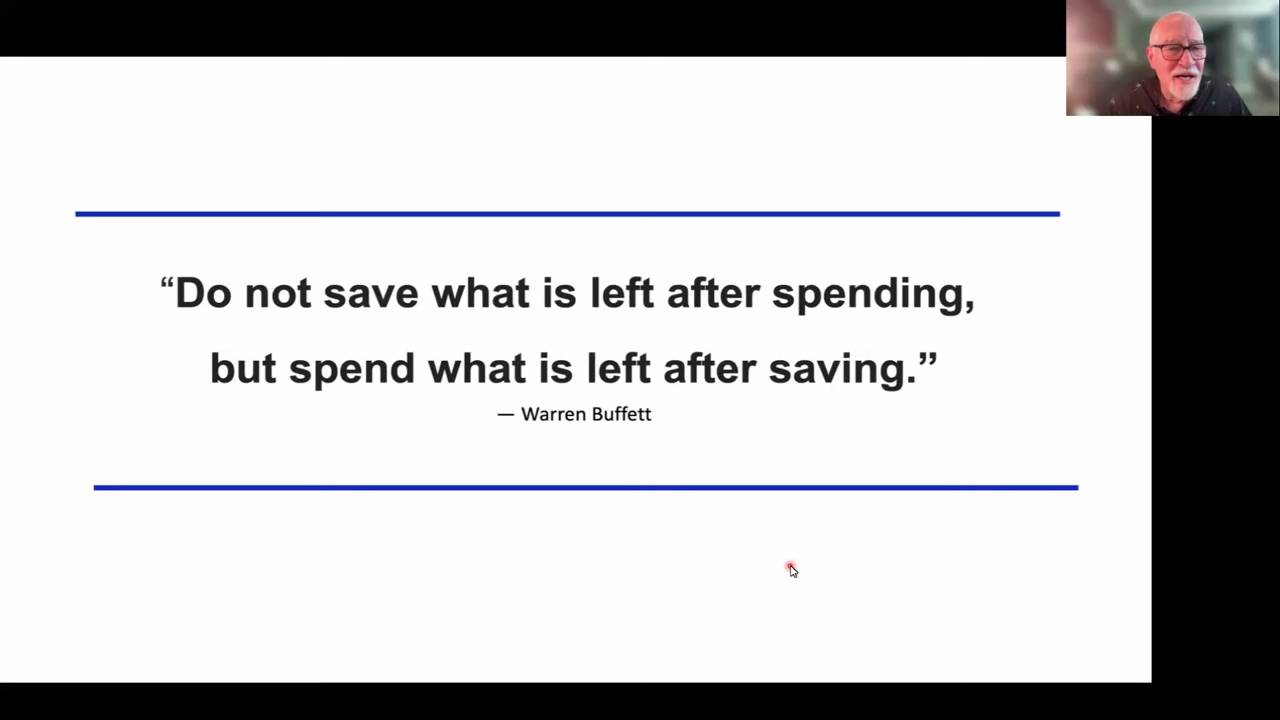 “Do not save what is left after spending,
but spend what is left after saving.”
— Warren Buffett